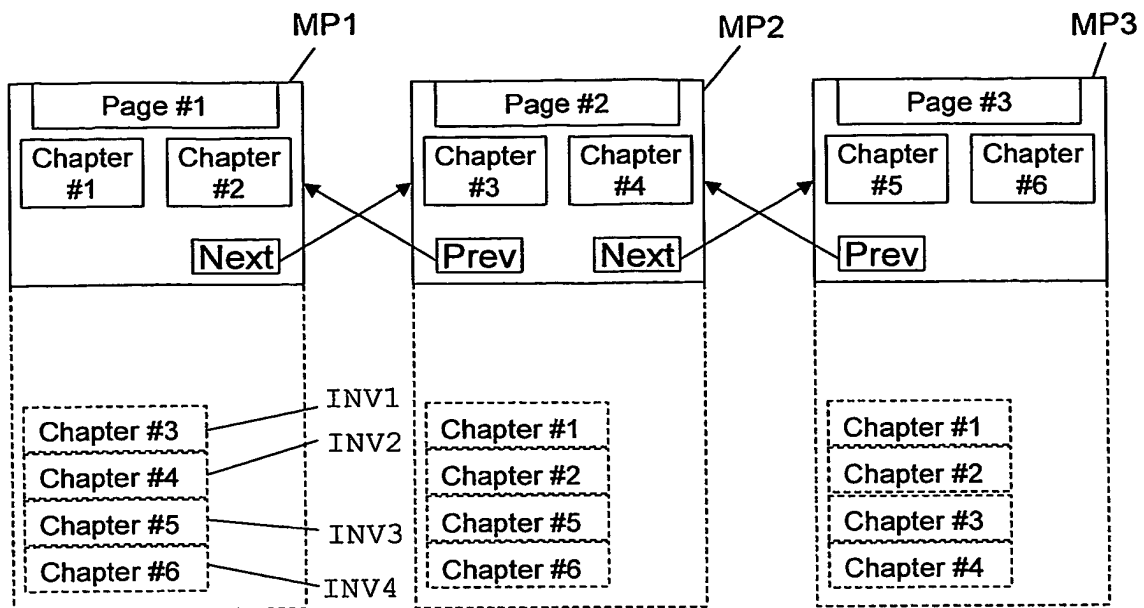 MP1
MP2
MP3
Page #1
Page #2
Page #3
Chapter
#1
Chapter
#2
Chapter
#3
Chapter
#4
Chapter
#5
Chapter
#6
Next
Prev
Next
Prev
Chapter #3
Chapter #4
Chapter #5
Chapter #6
INV1
INV2
INV3
INV4
Chapter #1
Chapter #2
Chapter #5
Chapter #6
Chapter #1
Chapter #2
Chapter #3
Chapter #4